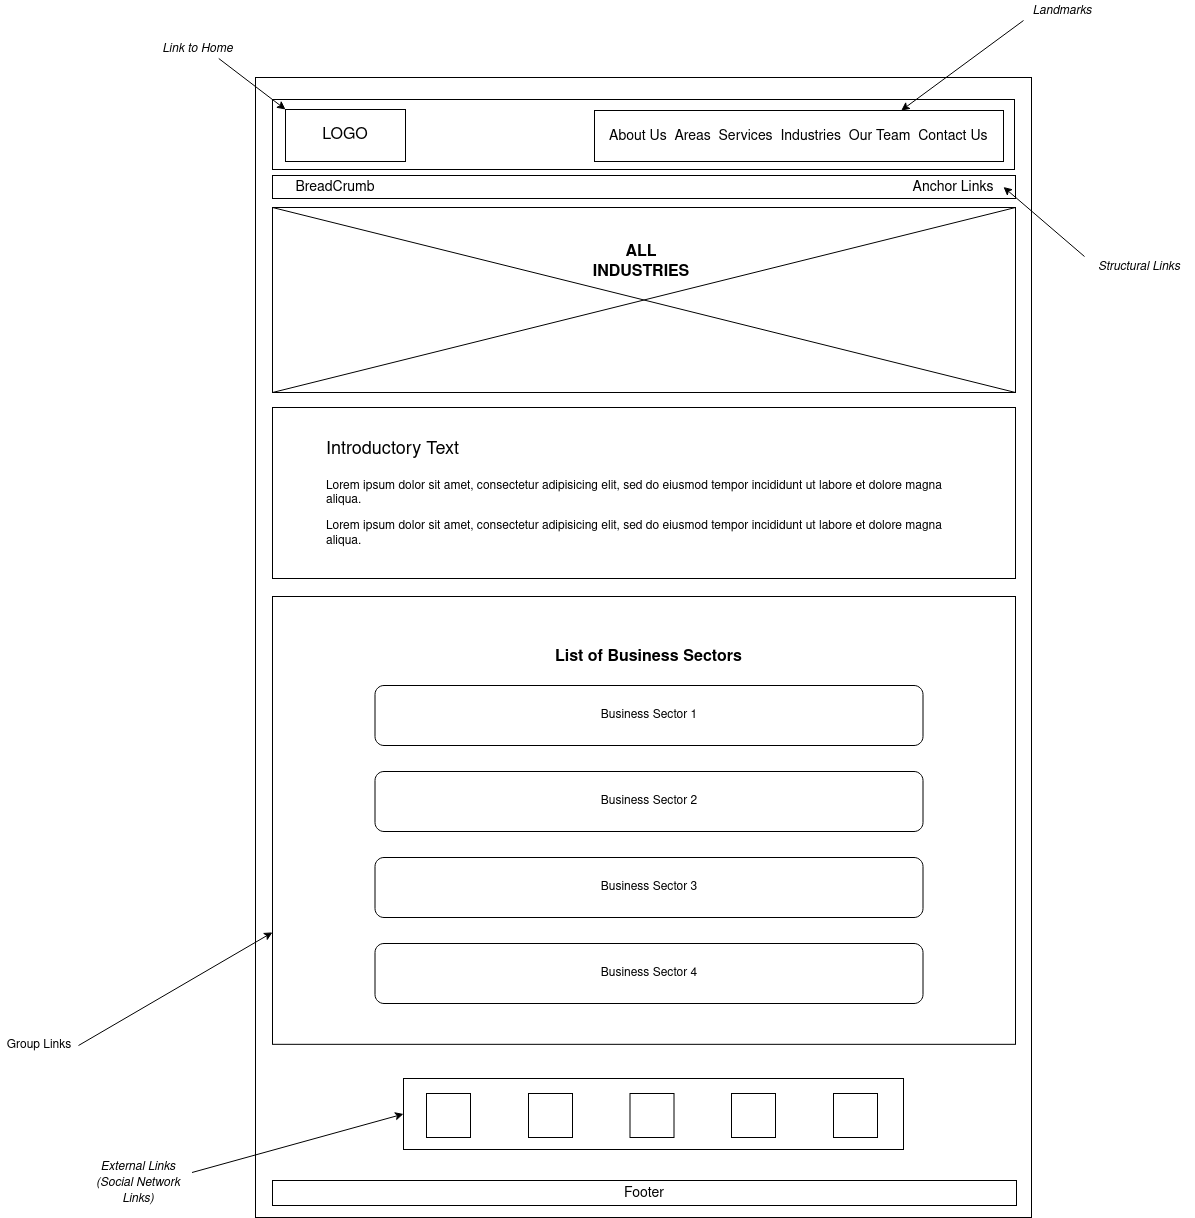 Landmarks
Link to Home
LOGO
About Us Areas Services Industries Our Team Contact Us
BreadCrumb
Anchor Links
ALL
INDUSTRIES
Structural Links
Introductory Text
Lorem ipsum dolor sit amet, consectetur adipisicing elit, sed do eiusmod tempor incididunt ut labore et dolore magna
aliqua.
Lorem ipsum dolor sit amet, consectetur adipisicing elit, sed do eiusmod tempor incididunt ut labore et dolore magna
aliqua.
List of Business Sectors
Business Sector 1
Business Sector 2
Business Sector 3
Business Sector 4
Group Links
External Links
(Social Network
Links)
Footer